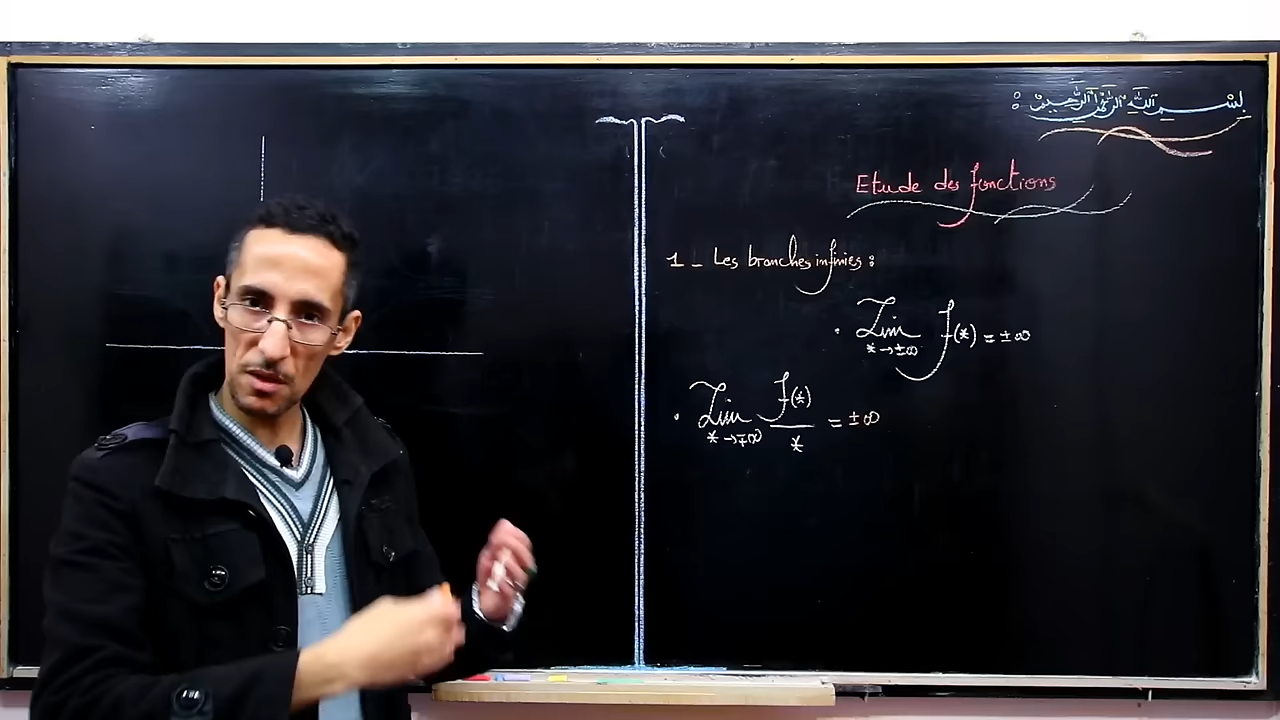 بسم الله الرحمن الرحيم :
Etude des fonctions
1 - Les branches infinies :
• Lim x→±∞ f(x) = ±∞
• Lim x→∓∞ f(x)/x = ±∞